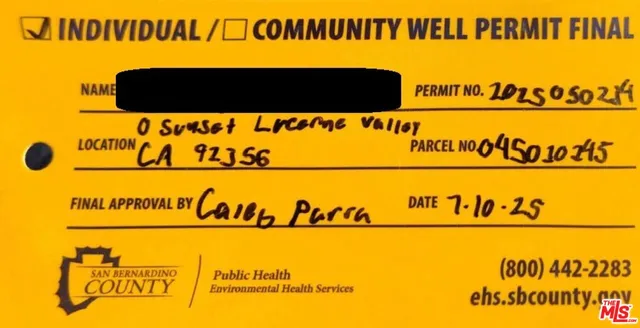 INDIVIDUAL / COMMUNITY WELL PERMIT FINAL
NAME PERMIT NO. 2025050214
0 Sunset Lucerne Valley
LOCATION CA 92356 PARCEL NO. 045010245
FINAL APPROVAL BY Caleb Parra DATE 7-10-25
SAN BERNARDINO
COUNTY
Public Health
Environmental Health Services
(800) 442-2283
ehs.sbcounty.gov
THE MLS.com